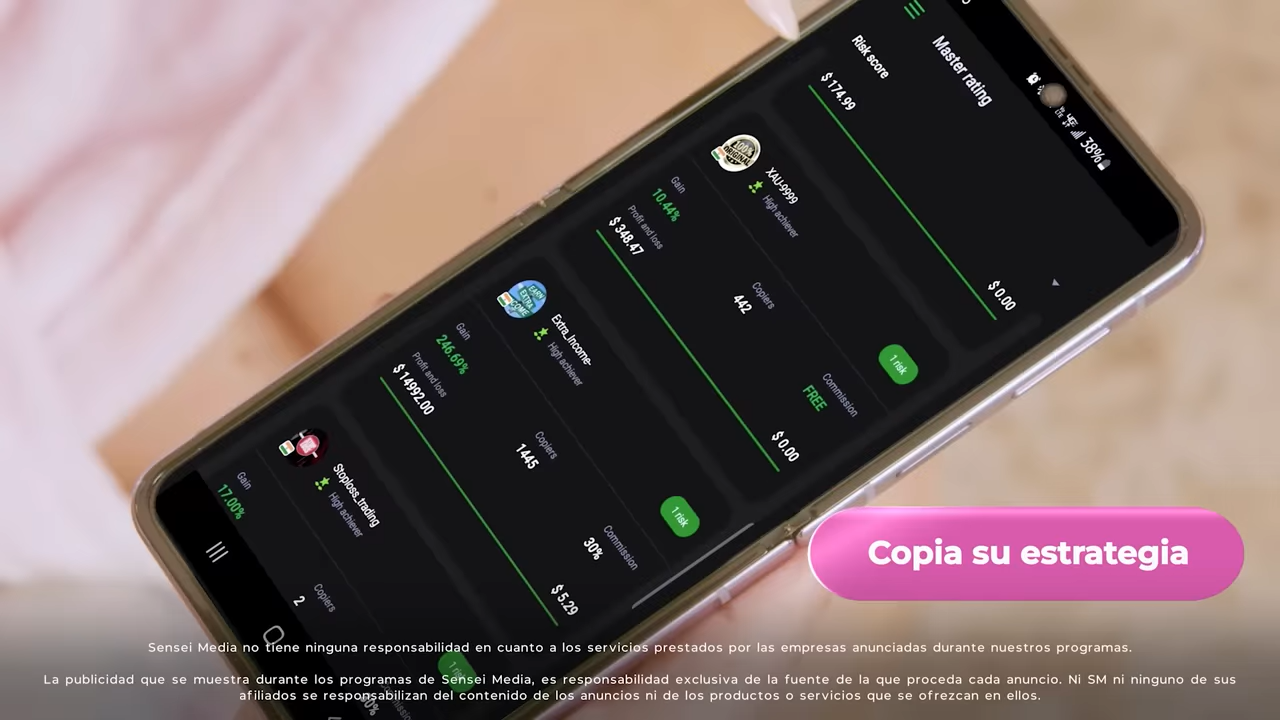 38%
Master rating
Risk score
$174.99
$0.00
XAU-9999
High achiever
1 risk
Gain
10.44%
Copiers
442
Commission
FREE
Profit and loss
$348.47
$0.00
Extra_Income-
High achiever
1 risk
Gain
246.69%
Copiers
1445
Commission
30%
Profit and loss
$14992.00
$5.29
Stoploss_trading
High achiever
Gain
17.00%
Copiers
2
Copia su estrategia
Sensei Media no tiene ninguna responsabilidad en cuanto a los servicios prestados por las empresas anunciadas durante nuestros programas.
La publicidad que se muestra durante los programas de Sensei Media, es responsabilidad exclusiva de la fuente de la que proceda cada anuncio. Ni SM ni ninguno de sus
afiliados se responsabilizan del contenido de los anuncios ni de los productos o servicios que se ofrezcan en ellos.